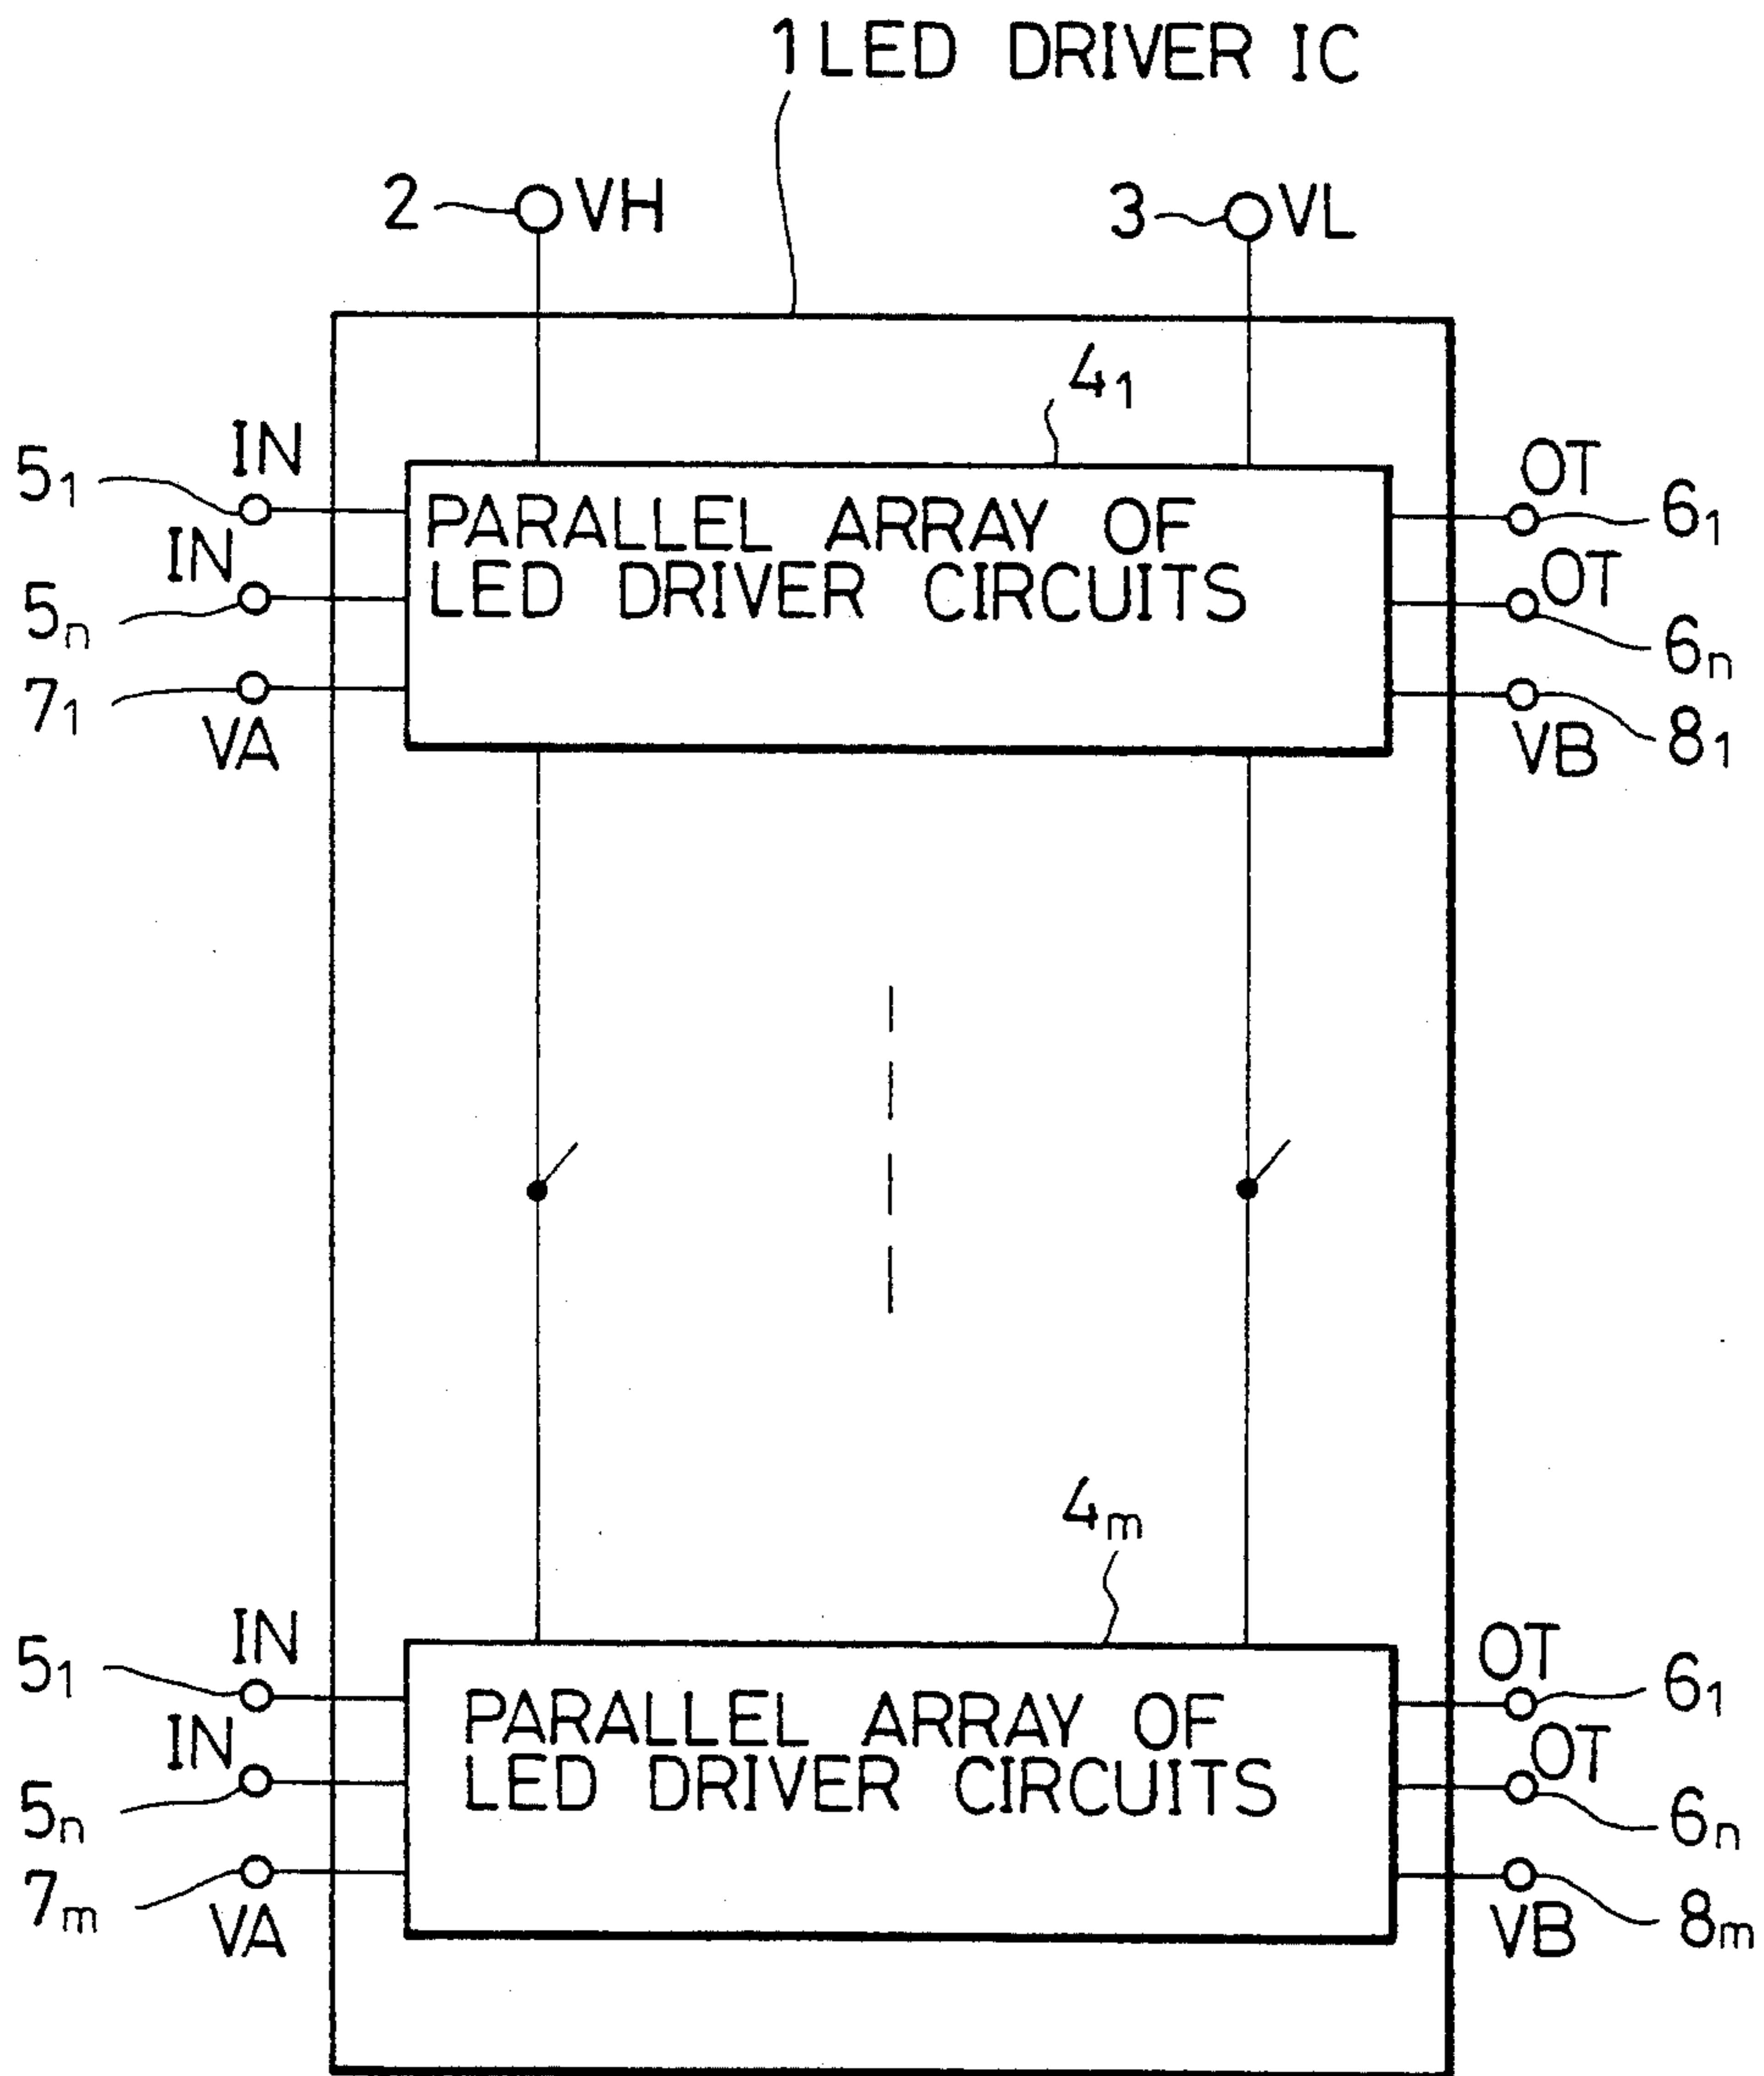 1 LED DRIVER IC
2 VH
3 VL
4₁
IN
5₁
IN
5n
7₁
VA
PARALLEL ARRAY OF
LED DRIVER CIRCUITS
OT
6₁
OT
6n
8₁
VB
4m
IN
5₁
IN
5n
7m
VA
PARALLEL ARRAY OF
LED DRIVER CIRCUITS
OT
6₁
OT
6n
VB
8m